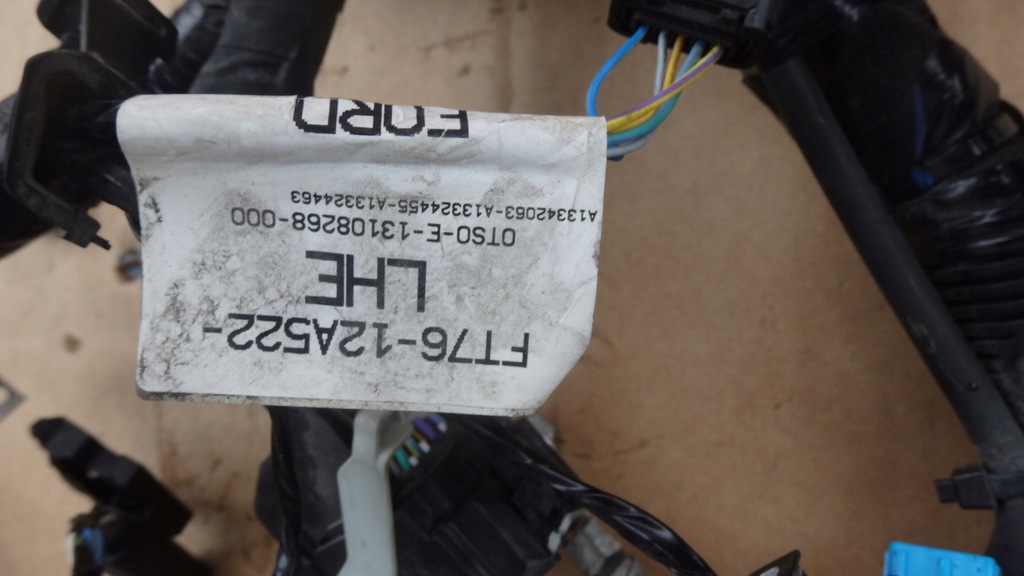 FT76-12A522-
LHE
OTSO-E-13108268-000
A13342063-A13324455-A13324463
FORD